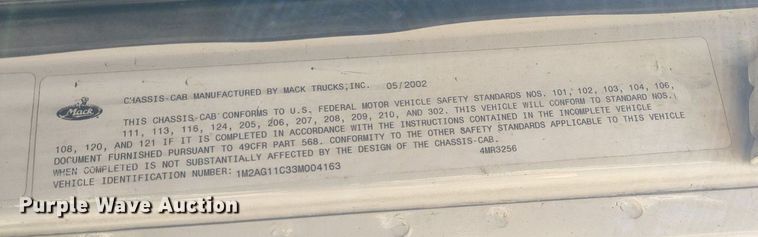 CHASSIS-CAB MANUFACTURED BY MACK TRUCKS, INC. 05/2002
Mack
THIS CHASSIS-CAB CONFORMS TO U.S. FEDERAL MOTOR VEHICLE SAFETY STANDARDS NOS. 101, 102, 103, 104, 106,
108, 120, AND 121 IF IT IS COMPLETED IN ACCORDANCE WITH THE INSTRUCTIONS CONTAINED IN THE INCOMPLETE VEHICLE
111, 113, 116, 124, 205, 206, 207, 208, 209, 210, AND 302. THIS VEHICLE WILL CONFORM TO STANDARD NOS.
DOCUMENT FURNISHED PURSUANT TO 49CFR PART 568. CONFORMITY TO THE OTHER SAFETY STANDARDS APPLICABLE TO THIS VEHICLE
WHEN COMPLETED IS NOT SUBSTANTIALLY AFFECTED BY THE DESIGN OF THE CHASSIS-CAB.
VEHICLE IDENTIFICATION NUMBER: 1M2AG11C33M004163 4MR3256
Purple Wave Auction